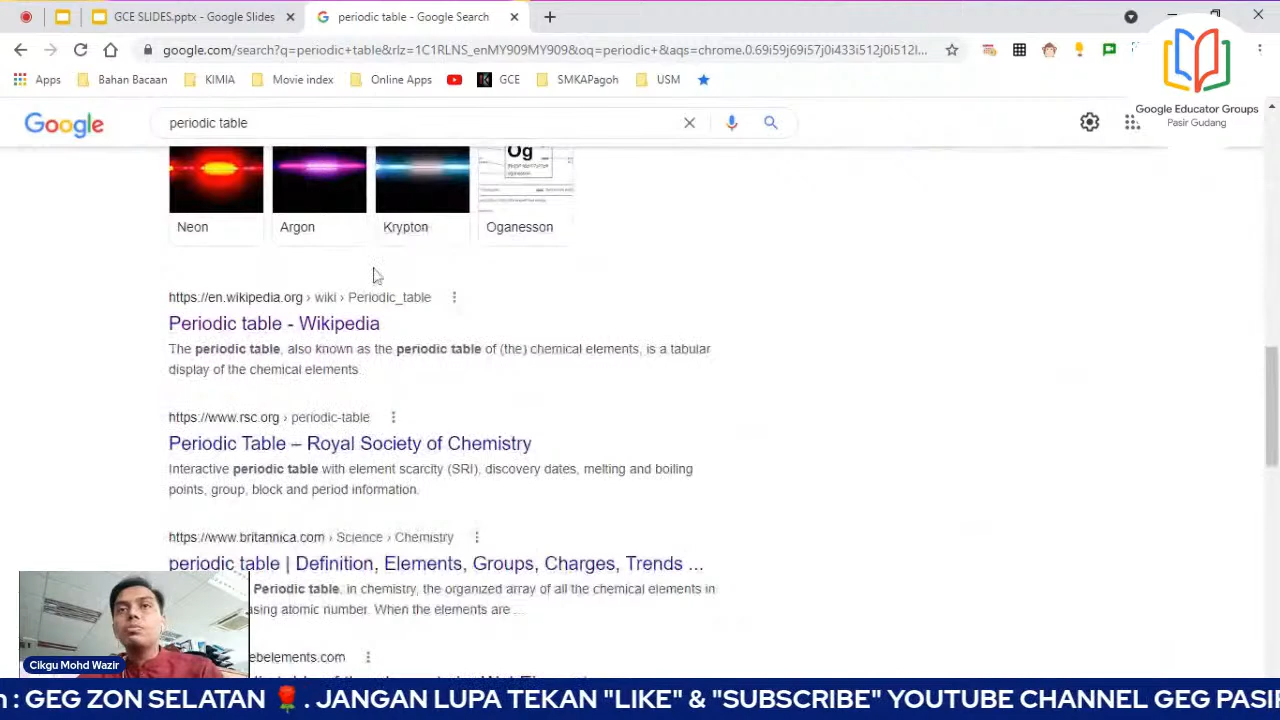 GCE SLIDES.pptx - Google Slides
periodic table - Google Search
google.com/search?q=periodic+table&rlz=1C1RLNS_enMY909MY909&oq=periodic+&aqs=chrome.0.69i59j69i57j0i433i512j0i512l...
Apps
Bahan Bacaan
KIMIA
Movie index
Online Apps
GCE
SMKAPagoh
USM
Google Educator Groups
Pasir Gudang
Google
periodic table
Og
Neon
Argon
Krypton
Oganesson
https://en.wikipedia.org › wiki › Periodic_table
Periodic table - Wikipedia
The periodic table, also known as the periodic table of (the) chemical elements, is a tabular
display of the chemical elements.
https://www.rsc.org › periodic-table
Periodic Table – Royal Society of Chemistry
Interactive periodic table with element scarcity (SRI), discovery dates, melting and boiling
points, group, block and period information.
https://www.britannica.com › Science › Chemistry
periodic table | Definition, Elements, Groups, Charges, Trends ...
Periodic table, in chemistry, the organized array of all the chemical elements in
asing atomic number. When the elements are ...
ebelements.com
Cikgu Mohd Wazir
: GEG ZON SELATAN 🌹. JANGAN LUPA TEKAN "LIKE" & "SUBSCRIBE" YOUTUBE CHANNEL GEG PASI